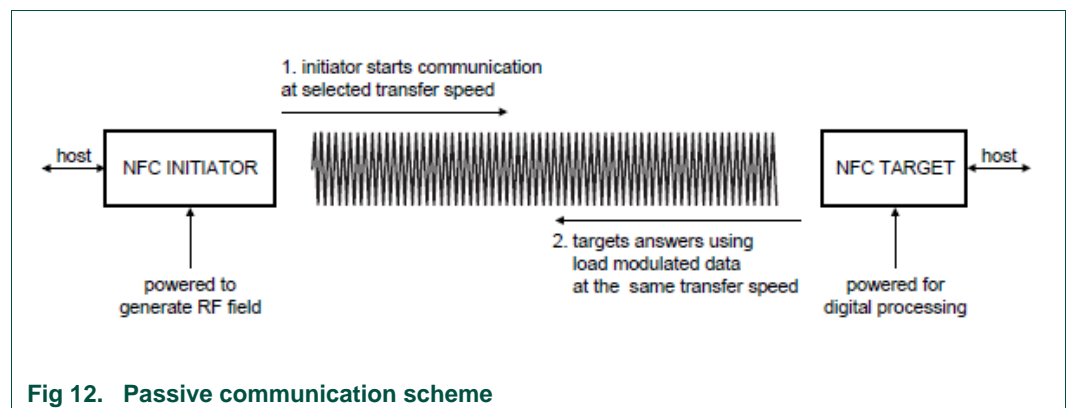 1. initiator starts communication
at selected transfer speed
host
NFC INITIATOR
NFC TARGET
host
2. targets answers using
load modulated data
at the same transfer speed
powered to
generate RF field
powered for
digital processing
Fig 12. Passive communication scheme